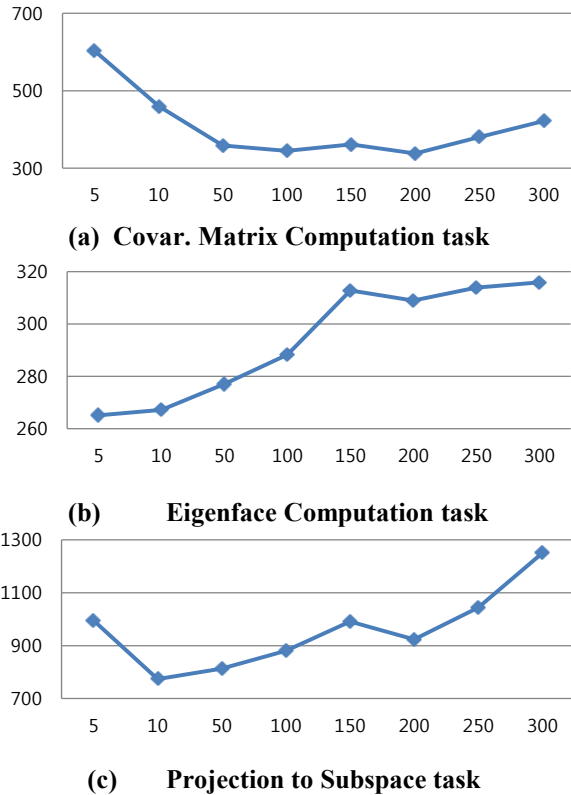 700
500
300
5 10 50 100 150 200 250 300
(a) Covar. Matrix Computation task
320
300
280
260
5 10 50 100 150 200 250 300
(b) Eigenface Computation task
1300
1100
900
700
5 10 50 100 150 200 250 300
(c) Projection to Subspace task